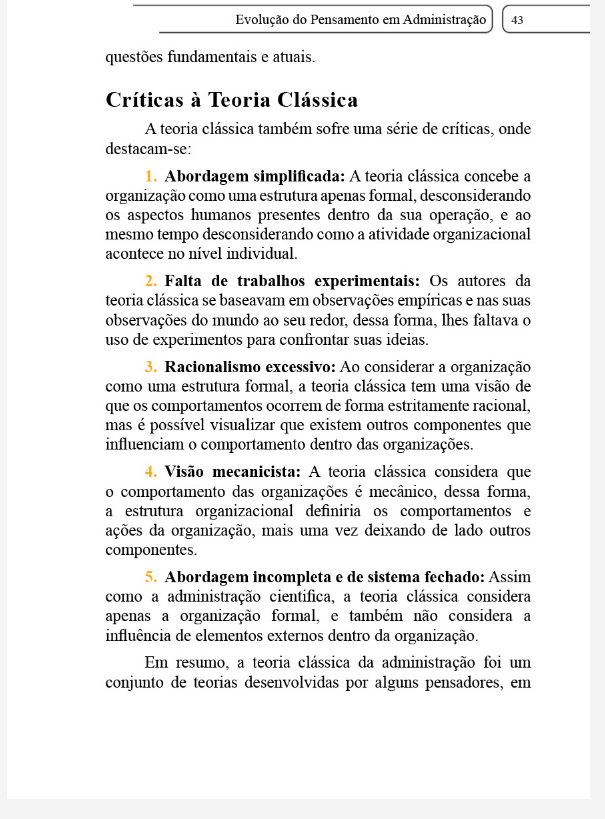 Evolução do Pensamento em Administração 43
questões fundamentais e atuais.
Críticas à Teoria Clássica
A teoria clássica também sofre uma série de críticas, onde
destacam-se:
1. Abordagem simplificada: A teoria clássica concebe a
organização como uma estrutura apenas formal, desconsiderando
os aspectos humanos presentes dentro da sua operação, e ao
mesmo tempo desconsiderando como a atividade organizacional
acontece no nível individual.
2. Falta de trabalhos experimentais: Os autores da
teoria clássica se baseavam em observações empíricas e nas suas
observações do mundo ao seu redor, dessa forma, lhes faltava o
uso de experimentos para confrontar suas ideias.
3. Racionalismo excessivo: Ao considerar a organização
como uma estrutura formal, a teoria clássica tem uma visão de
que os comportamentos ocorrem de forma estritamente racional,
mas é possível visualizar que existem outros componentes que
influenciam o comportamento dentro das organizações.
4. Visão mecanicista: A teoria clássica considera que
o comportamento das organizações é mecânico, dessa forma,
a estrutura organizacional definiria os comportamentos e
ações da organização, mais uma vez deixando de lado outros
componentes.
5. Abordagem incompleta e de sistema fechado: Assim
como a administração cientifica, a teoria clássica considera
apenas a organização formal, e também não considera a
influência de elementos externos dentro da organização.
Em resumo, a teoria clássica da administração foi um
conjunto de teorias desenvolvidas por alguns pensadores, em